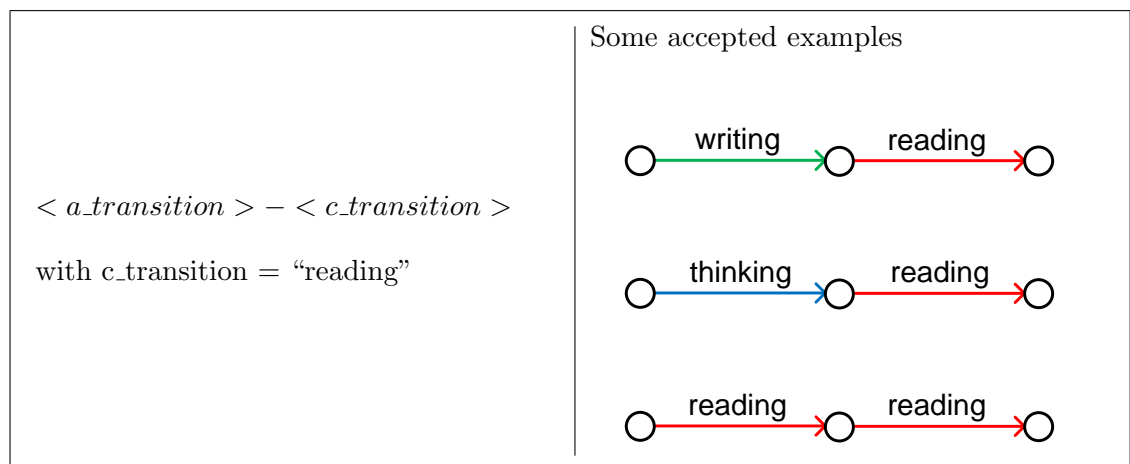 < a_transition > − < c_transition >
with c_transition = “reading”
Some accepted examples
writing reading
thinking reading
reading reading